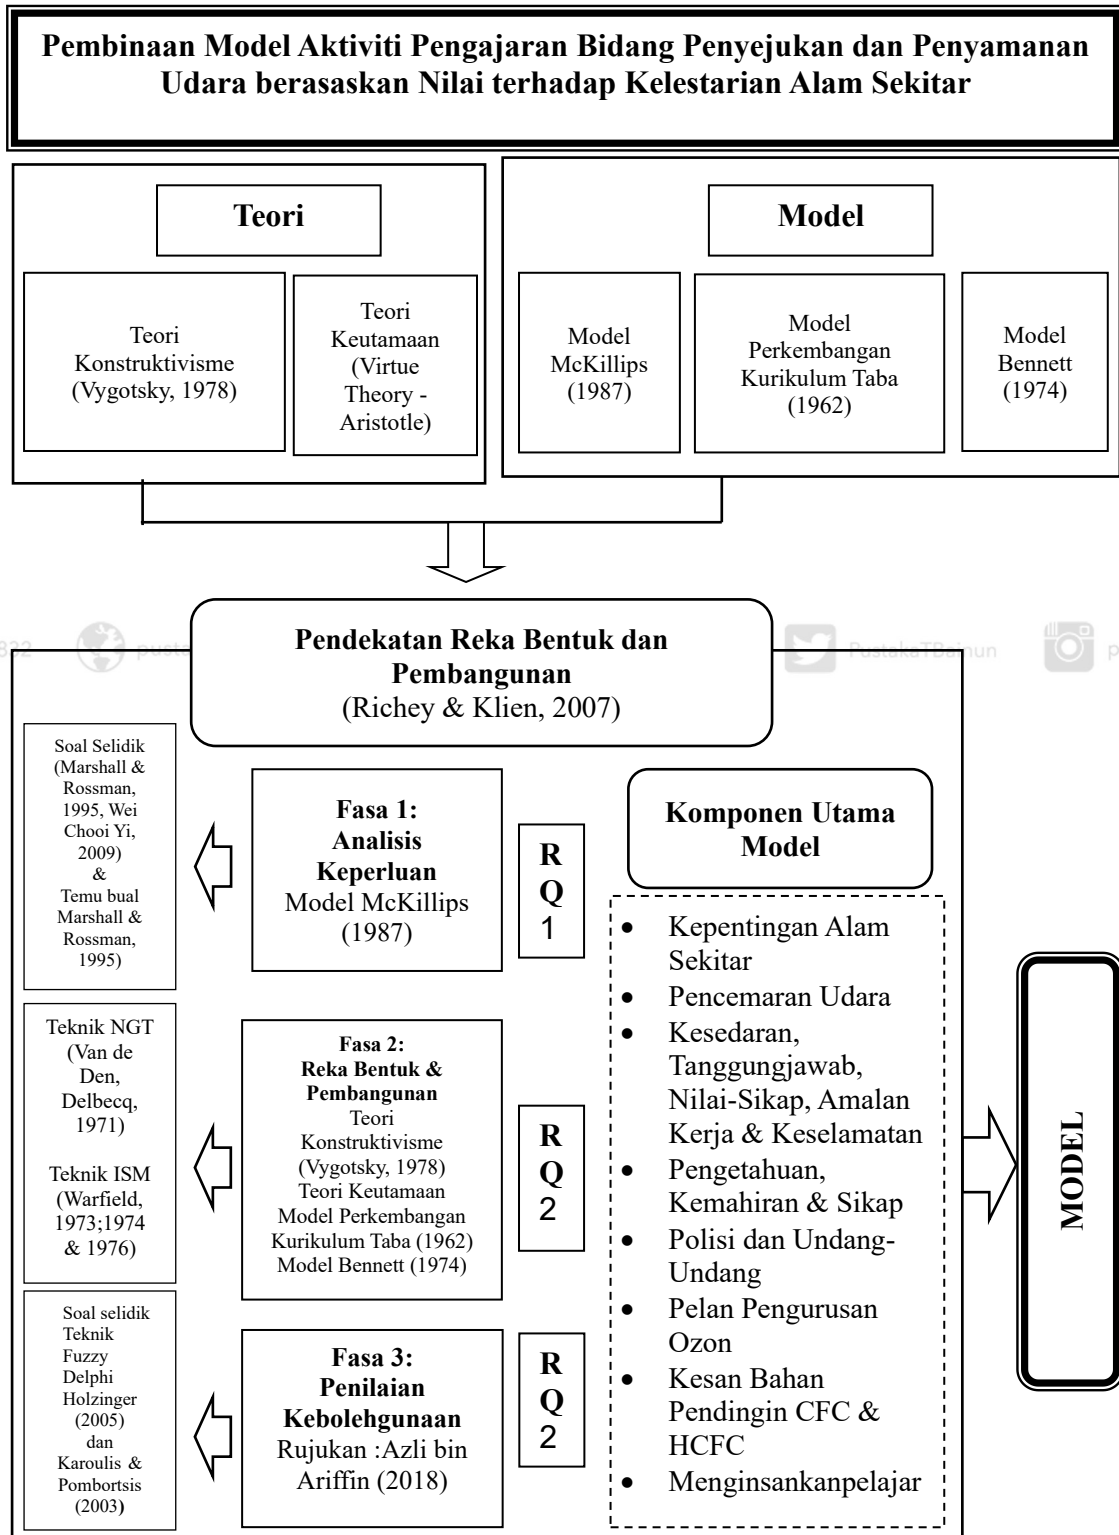 Pembinaan Model Aktiviti Pengajaran Bidang Penyejukan dan Penyamanan
Udara berasaskan Nilai terhadap Kelestarian Alam Sekitar
Teori
Teori
Konstruktivisme
(Vygotsky, 1978)
Teori
Keutamaan
(Virtue
Theory -
Aristotle)
Model
Model
McKillips
(1987)
Model
Perkembangan
Kurikulum Taba
(1962)
Model
Bennett
(1974)
PustakaTBainun
Pendekatan Reka Bentuk dan
Pembangunan
(Richey & Klien, 2007)
Soal Selidik
(Marshall &
Rossman,
1995, Wei
Chooi Yi,
2009)
&
Temu bual
Marshall &
Rossman,
1995)
Fasa 1:
Analisis
Keperluan
Model McKillips
(1987)
R
Q
1
Teknik NGT
(Van de
Den,
Delbecq,
1971)
Teknik ISM
(Warfield,
1973;1974
& 1976)
Fasa 2:
Reka Bentuk &
Pembangunan
Teori
Konstruktivisme
(Vygotsky, 1978)
Teori Keutamaan
Model Perkembangan
Kurikulum Taba (1962)
Model Bennett (1974)
R
Q
2
Soal selidik
Teknik
Fuzzy
Delphi
Holzinger
(2005)
dan
Karoulis &
Pombortsis
(2003)
Fasa 3:
Penilaian
Kebolehgunaan
Rujukan :Azli bin
Ariffin (2018)
R
Q
2
Komponen Utama
Model
• Kepentingan Alam
Sekitar
• Pencemaran Udara
• Kesedaran,
Tanggungjawab,
Nilai-Sikap, Amalan
Kerja & Keselamatan
• Pengetahuan,
Kemahiran & Sikap
• Polisi dan Undang-
Undang
• Pelan Pengurusan
Ozon
• Kesan Bahan
Pendingin CFC &
HCFC
• Menginsankanpelajar
MODEL